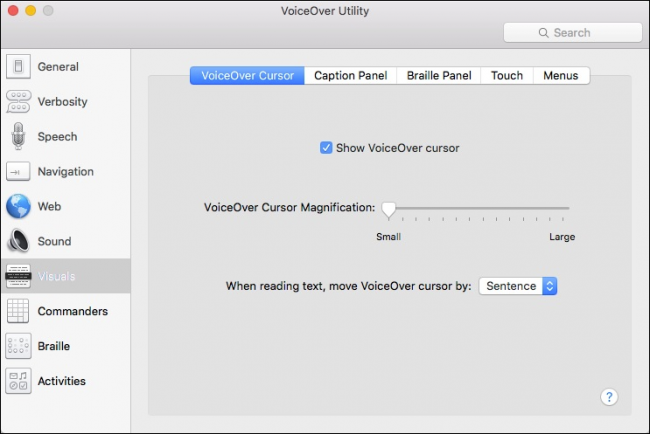 VoiceOver Utility
Search
General
Verbosity
Speech
Navigation
Web
Sound
Visuals
Commanders
Braille
Activities
VoiceOver Cursor Caption Panel Braille Panel Touch Menus
Show VoiceOver cursor
VoiceOver Cursor Magnification:
Small Large
When reading text, move VoiceOver cursor by: Sentence
?